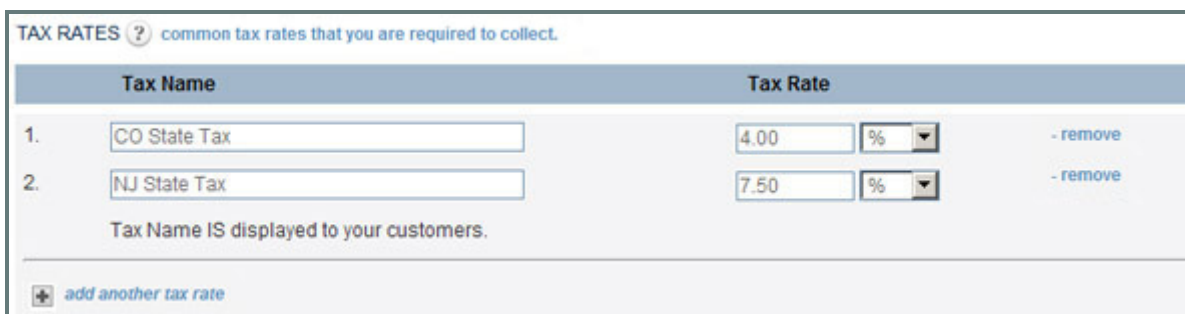 TAX RATES ? common tax rates that you are required to collect.
Tax Name Tax Rate
1. CO State Tax 4.00 % - remove
2. NJ State Tax 7.50 % - remove
Tax Name IS displayed to your customers.
+ add another tax rate